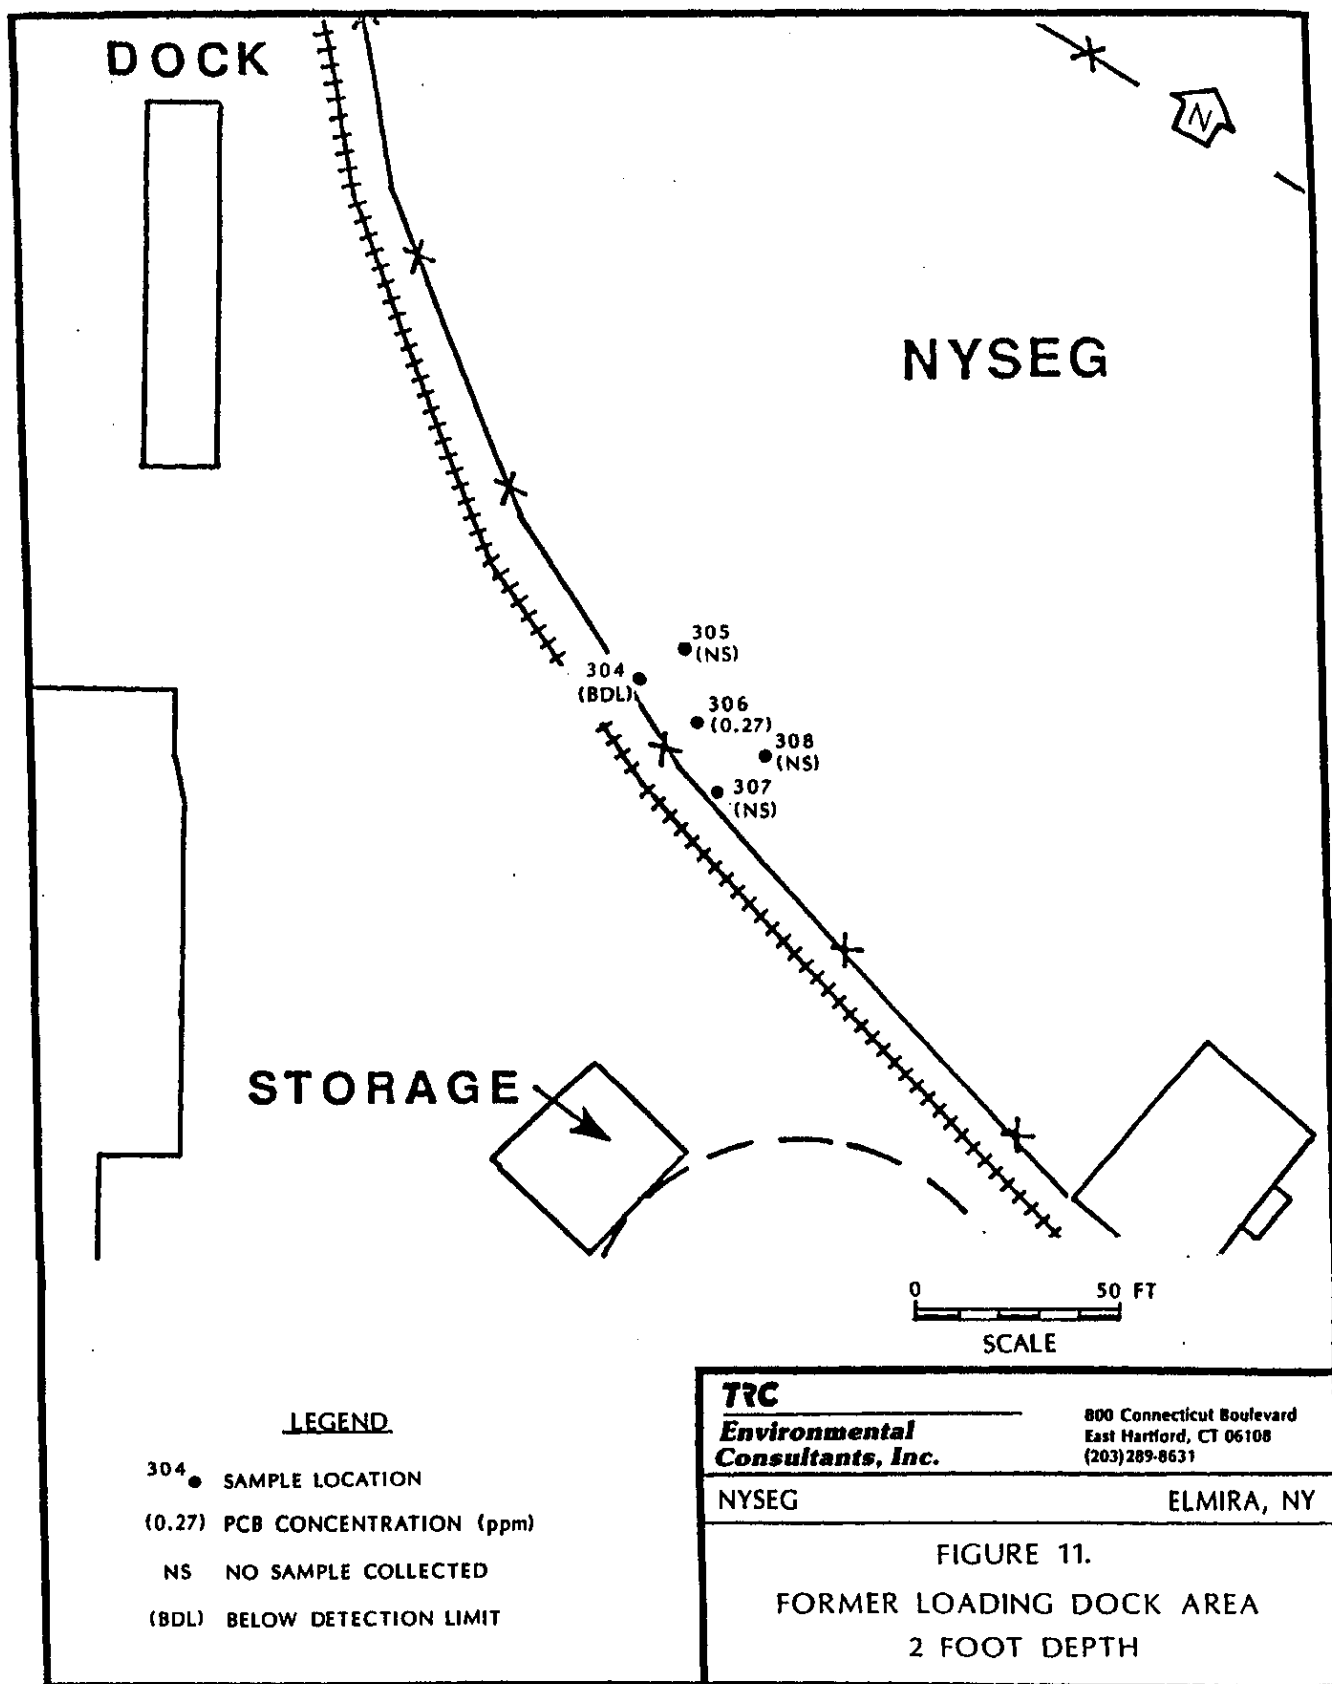 DOCK
N
NYSEG
305
(NS)
304
(BDL)
306
(0.27)
308
(NS)
307
(NS)
STORAGE
0 50 FT
SCALE
LEGEND
304 SAMPLE LOCATION
(0.27) PCB CONCENTRATION (ppm)
NS NO SAMPLE COLLECTED
(BDL) BELOW DETECTION LIMIT
TRC
Environmental
Consultants, Inc.
800 Connecticut Boulevard
East Hartford, CT 06108
(203)289-8631
NYSEG ELMIRA, NY
FIGURE 11.
FORMER LOADING DOCK AREA
2 FOOT DEPTH